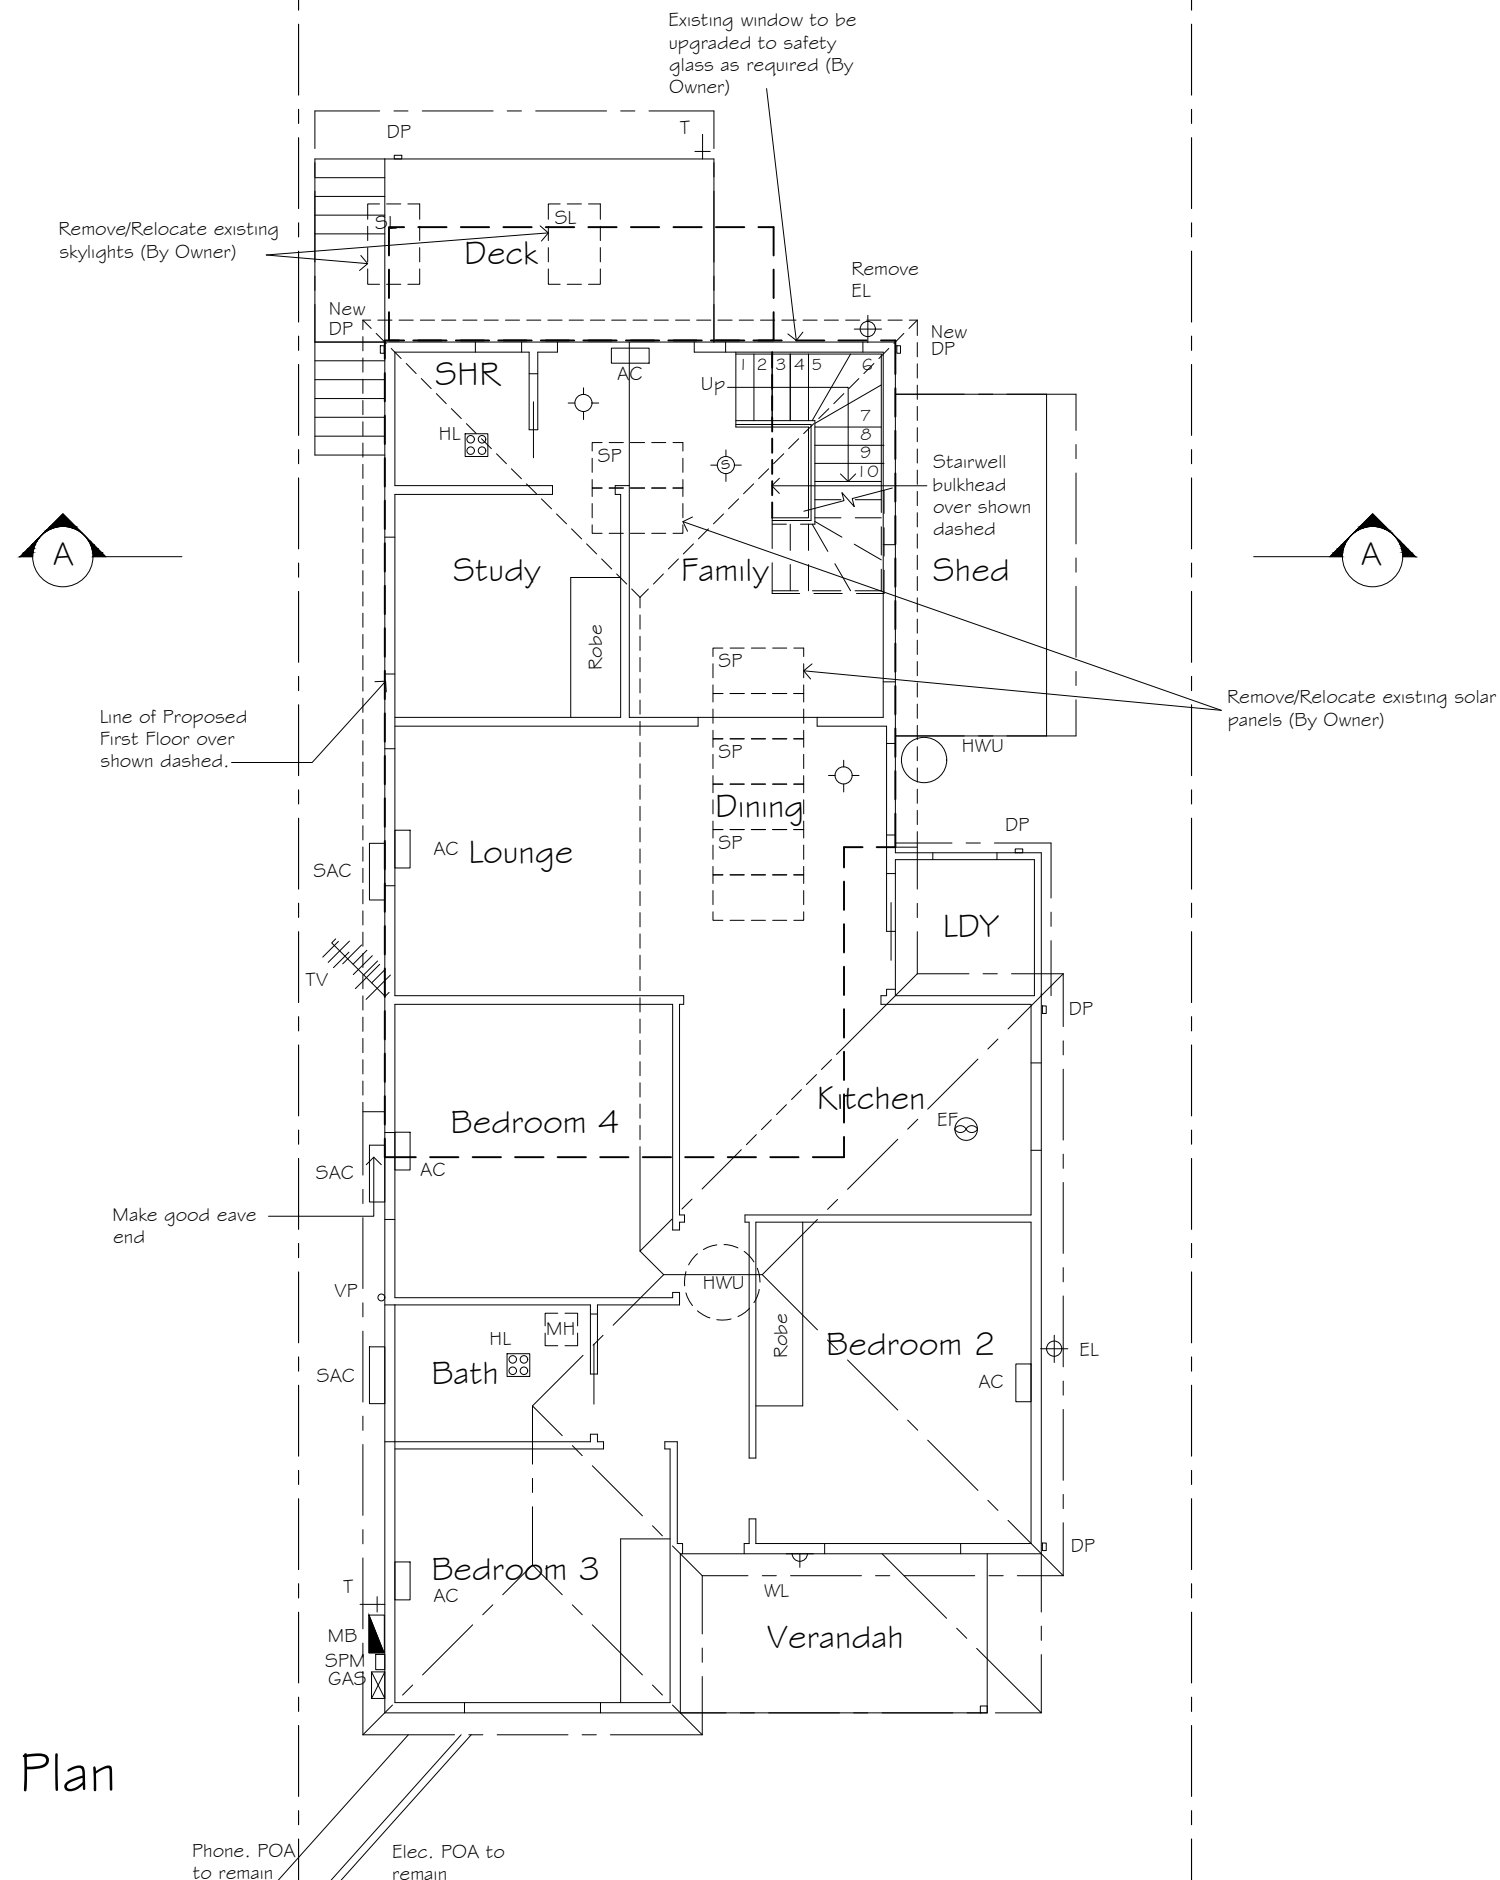 Existing window to be
upgraded to safety
glass as required (By
Owner)
DP
T
Remove/Relocate existing
skylights (By Owner)
SL
SL
Deck
Remove
EL
New
DP
New
DP
SHR
AC
1 2 3 4 5 6
Up
7
8
9
10
HL
SP
S
Stairwell
bulkhead
over shown
dashed
A
A
Study
Family
Shed
Robe
SP
Remove/Relocate existing solar
panels (By Owner)
Line of Proposed
First Floor over
shown dashed.
HWU
SP
Dining
DP
SP
AC
Lounge
SAC
LDY
TV
DP
Kitchen
EF
Bedroom 4
SAC
AC
Make good eave
end
VP
HWU
MH
HL
Robe
Bedroom 2
EL
Bath
SAC
AC
DP
Bedroom 3
AC
T
WL
MB
SPM
GAS
Verandah
Plan
Phone. POA
to remain
Elec. POA to
remain